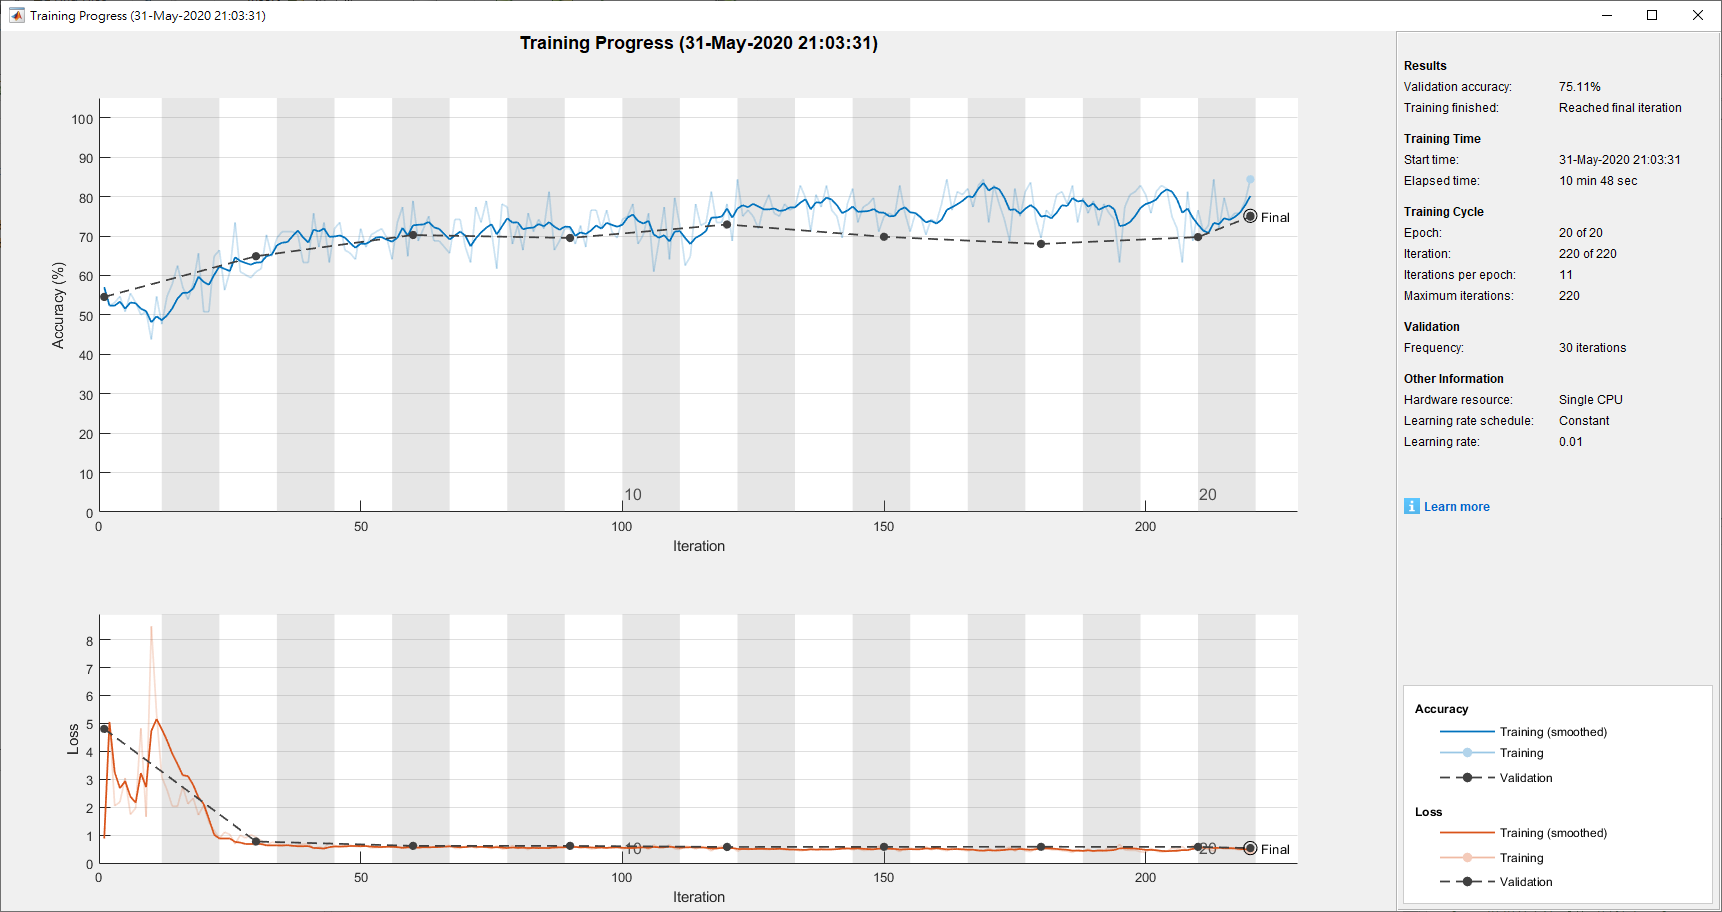 Training Progress (31-May-2020 21:03:31)
Training Progress (31-May-2020 21:03:31)
100
90
80
70
60
50
40
30
20
10
0
Accuracy (%)
Final
10
20
0
50
100
150
200
Iteration
8
7
6
5
4
3
2
1
0
Loss
10
20
Final
0
50
100
150
200
Iteration
Results
Validation accuracy: 75.11%
Training finished: Reached final iteration
Training Time
Start time: 31-May-2020 21:03:31
Elapsed time: 10 min 48 sec
Training Cycle
Epoch: 20 of 20
Iteration: 220 of 220
Iterations per epoch: 11
Maximum iterations: 220
Validation
Frequency: 30 iterations
Other Information
Hardware resource: Single CPU
Learning rate schedule: Constant
Learning rate: 0.01
i Learn more
Accuracy
Training (smoothed)
Training
Validation
Loss
Training (smoothed)
Training
Validation